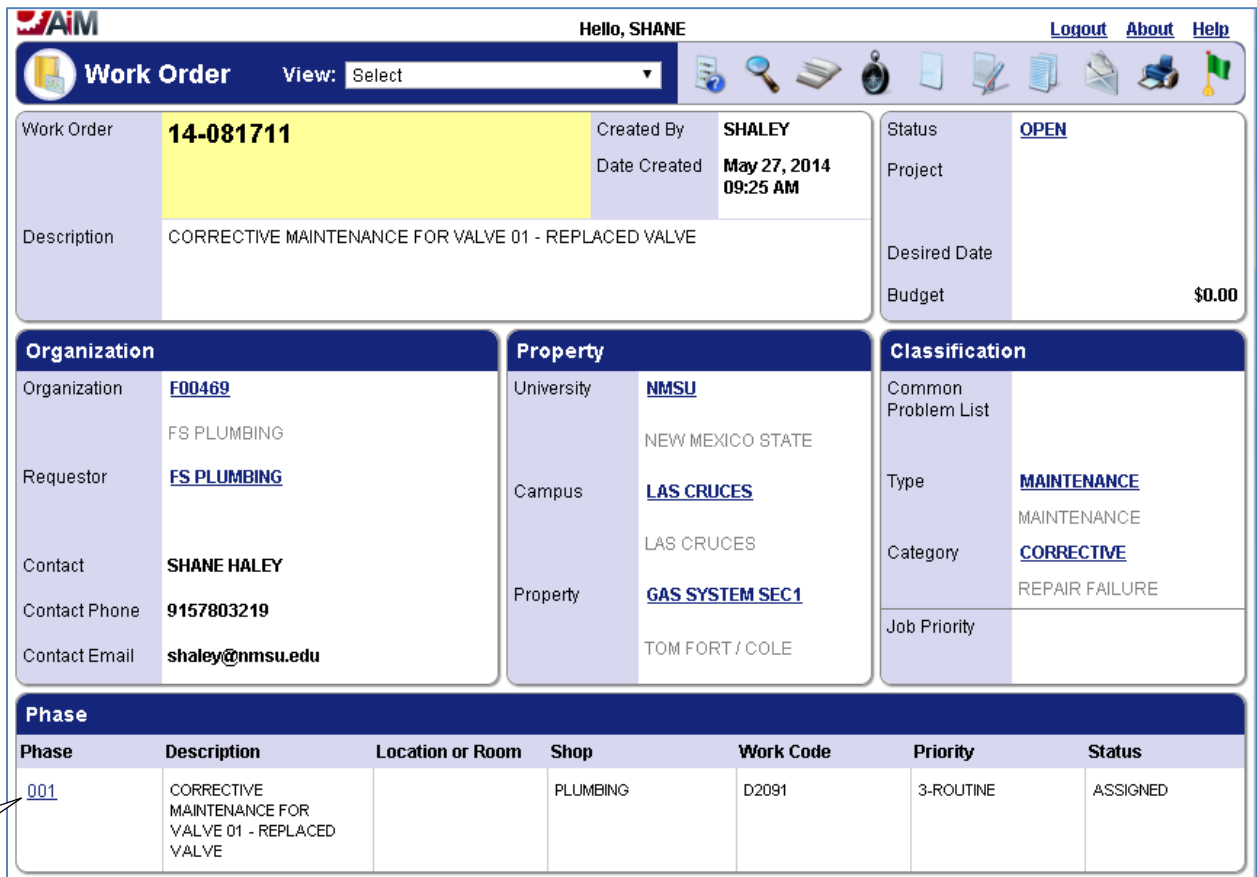 AiM
Hello, SHANE
Logout About Help
Work Order View: Select
Work Order 14-081711
Created By SHALEY
Date Created May 27, 2014
09:25 AM
Description CORRECTIVE MAINTENANCE FOR VALVE 01 - REPLACED VALVE
Status OPEN
Project
Desired Date
Budget $0.00
Organization
Organization F00469
FS PLUMBING
Requestor FS PLUMBING
Contact SHANE HALEY
Contact Phone 9157803219
Contact Email shaley@nmsu.edu
Property
University NMSU
NEW MEXICO STATE
Campus LAS CRUCES
LAS CRUCES
Property GAS SYSTEM SEC1
TOM FORT / COLE
Classification
Common
Problem List
Type MAINTENANCE
MAINTENANCE
Category CORRECTIVE
REPAIR FAILURE
Job Priority
Phase
Phase Description Location or Room Shop Work Code Priority Status
001 CORRECTIVE PLUMBING D2091 3-ROUTINE ASSIGNED
MAINTENANCE FOR
VALVE 01 - REPLACED
VALVE